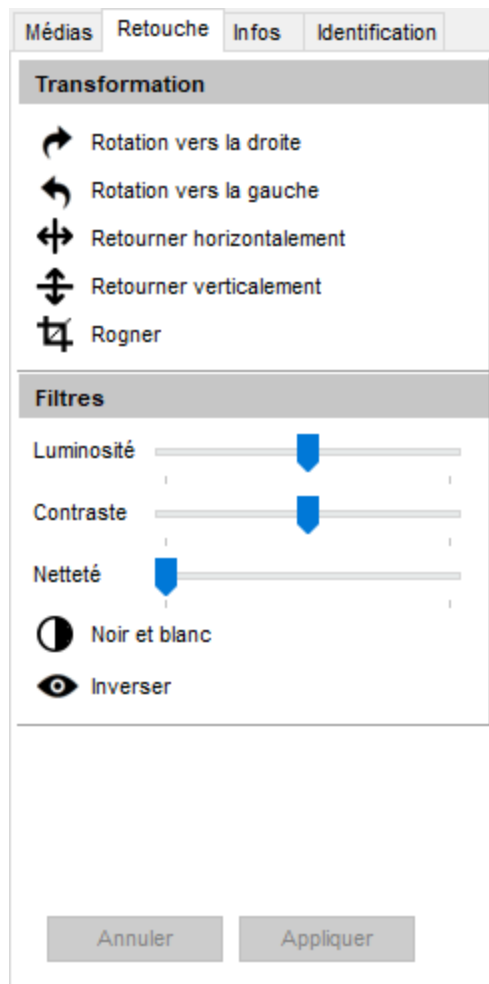 Médias Retouche Infos Identification
Transformation
Rotation vers la droite
Rotation vers la gauche
Retourner horizontalement
Retourner verticalement
Rogner
Filtres
Luminosité
Contraste
Netteté
Noir et blanc
Inverser
Annuler Appliquer